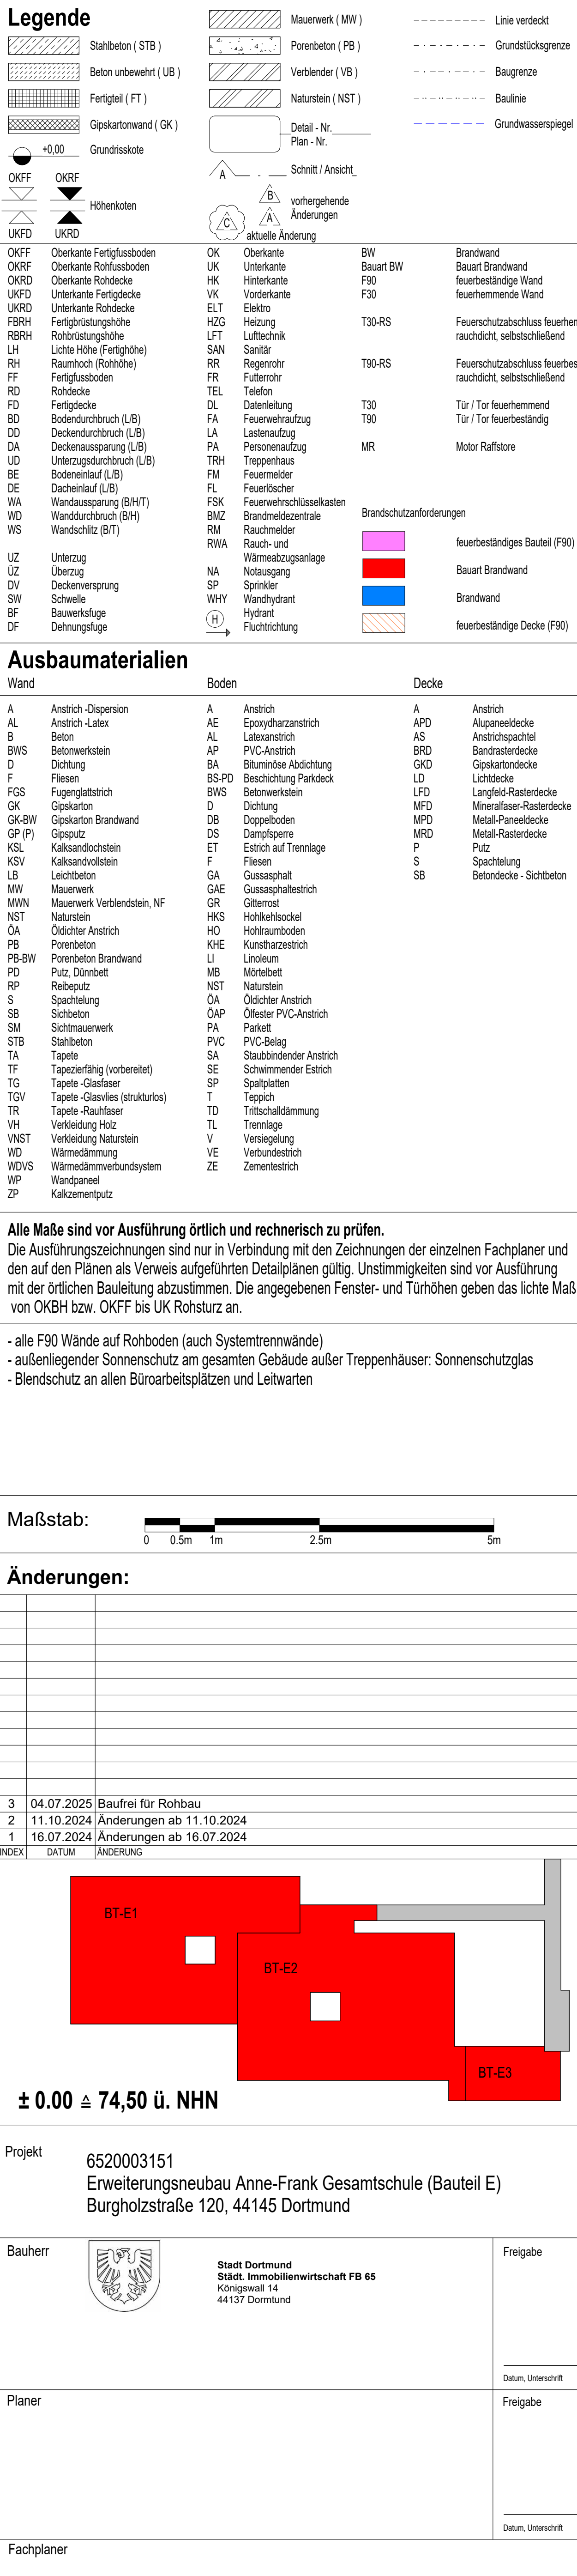 Legende
Stahlbeton ( STB )
Beton unbewehrt ( UB )
Fertigteil ( FT )
Gipskartonwand ( GK )
+0,00 Grundrisskote
OKFF OKRF
Höhenkoten
UKFD UKRD
Mauerwerk ( MW )
Porenbeton ( PB )
Verblender ( VB )
Naturstein ( NST )
Detail - Nr.
Plan - Nr.
A Schnitt / Ansicht
B
vorhergehende
A Änderungen
C
aktuelle Änderung
Linie verdeckt
Grundstücksgrenze
Baugrenze
Baulinie
Grundwasserspiegel
OKFF Oberkante Fertigfussboden
OKRF Oberkante Rohfussboden
OKRD Oberkante Rohdecke
UKFD Unterkante Fertigdecke
UKRD Unterkante Rohdecke
FBRH Fertigbrüstungshöhe
RBRH Rohbrüstungshöhe
LH Lichte Höhe (Fertighöhe)
RH Raumhoch (Rohhöhe)
FF Fertigfussboden
RD Rohdecke
FD Fertigdecke
BD Bodendurchbruch (L/B)
DD Deckendurchbruch (L/B)
DA Deckenaussparung (L/B)
UD Unterzugsdurchbruch (L/B)
BE Bodeneinlauf (L/B)
DE Dacheinlauf (L/B)
WA Wandaussparung (B/H/T)
WD Wanddurchbruch (B/H)
WS Wandschlitz (B/T)
UZ Unterzug
ÜZ Überzug
DV Deckenversprung
SW Schwelle
BF Bauwerksfuge
DF Dehnungsfuge
OK Oberkante
UK Unterkante
HK Hinterkante
VK Vorderkante
ELT Elektro
HZG Heizung
LFT Lufttechnik
SAN Sanitär
RR Regenrohr
FR Futterrohr
TEL Telefon
DL Datenleitung
FA Feuerwehraufzug
LA Lastenaufzug
PA Personenaufzug
TRH Treppenhaus
FM Feuermelder
FL Feuerlöscher
FSK Feuerwehrschlüsselkasten
BMZ Brandmeldezentrale
RM Rauchmelder
RWA Rauch- und
Wärmeabzugsanlage
NA Notausgang
SP Sprinkler
WHY Wandhydrant
H Hydrant
Fluchtrichtung
BW Brandwand
Bauart BW Bauart Brandwand
F90 feuerbeständige Wand
F30 feuerhemmende Wand
T30-RS Feuerschutzabschluss feuerhem
rauchdicht, selbstschließend
T90-RS Feuerschutzabschluss feuerbes
rauchdicht, selbstschließend
T30 Tür / Tor feuerhemmend
T90 Tür / Tor feuerbeständig
MR Motor Raffstore
Brandschutzanforderungen
feuerbeständiges Bauteil (F90)
Bauart Brandwand
Brandwand
feuerbeständige Decke (F90)
Ausbaumaterialien
Wand
A Anstrich -Dispersion
AL Anstrich -Latex
B Beton
BWS Betonwerkstein
D Dichtung
F Fliesen
FGS Fugenglattstrich
GK Gipskarton
GK-BW Gipskarton Brandwand
GP (P) Gipsputz
KSL Kalksandlochstein
KSV Kalksandvollstein
LB Leichtbeton
MW Mauerwerk
MWN Mauerwerk Verblendstein, NF
NST Naturstein
ÖA Öldichter Anstrich
PB Porenbeton
PB-BW Porenbeton Brandwand
PD Putz, Dünnbett
RP Reibeputz
S Spachtelung
SB Sichbeton
SM Sichtmauerwerk
STB Stahlbeton
TA Tapete
TF Tapezierfähig (vorbereitet)
TG Tapete -Glasfaser
TGV Tapete -Glasvlies (strukturlos)
TR Tapete -Rauhfaser
VH Verkleidung Holz
VNST Verkleidung Naturstein
WD Wärmedämmung
WDVS Wärmedämmverbundsystem
WP Wandpaneel
ZP Kalkzementputz
Boden
A Anstrich
AE Epoxydharzanstrich
AL Latexanstrich
AP PVC-Anstrich
BA Bituminöse Abdichtung
BS-PD Beschichtung Parkdeck
BWS Betonwerkstein
D Dichtung
DB Doppelboden
DS Dampfsperre
ET Estrich auf Trennlage
F Fliesen
GA Gussasphalt
GAE Gussasphaltestrich
GR Gitterrost
HKS Hohlkehlsockel
HO Hohlraumboden
KHE Kunstharzestrich
LI Linoleum
MB Mörtelbett
NST Naturstein
ÖA Öldichter Anstrich
ÖAP Ölfester PVC-Anstrich
PA Parkett
PVC PVC-Belag
SA Staubbindender Anstrich
SE Schwimmender Estrich
SP Spaltplatten
T Teppich
TD Trittschalldämmung
TL Trennlage
V Versiegelung
VE Verbundestrich
ZE Zementestrich
Decke
A Anstrich
APD Alupaneeldecke
AS Anstrichspachtel
BRD Bandrasterdecke
GKD Gipskartondecke
LD Lichtdecke
LFD Langfeld-Rasterdecke
MFD Mineralfaser-Rasterdecke
MPD Metall-Paneeldecke
MRD Metall-Rasterdecke
P Putz
S Spachtelung
SB Betondecke - Sichtbeton
Alle Maße sind vor Ausführung örtlich und rechnerisch zu prüfen.
Die Ausführungszeichnungen sind nur in Verbindung mit den Zeichnungen der einzelnen Fachplaner und
den auf den Plänen als Verweis aufgeführten Detailplänen gültig. Unstimmigkeiten sind vor Ausführung
mit der örtlichen Bauleitung abzustimmen. Die angegebenen Fenster- und Türhöhen geben das lichte Maß
von OKBH bzw. OKFF bis UK Rohsturz an.
- alle F90 Wände auf Rohboden (auch Systemtrennwände)
- außenliegender Sonnenschutz am gesamten Gebäude außer Treppenhäuser: Sonnenschutzglas
- Blendschutz an allen Büroarbeitsplätzen und Leitwarten
Maßstab:
0 0.5m 1m 2.5m 5m
Änderungen:
3 04.07.2025 Baufrei für Rohbau
2 11.10.2024 Änderungen ab 11.10.2024
1 16.07.2024 Änderungen ab 16.07.2024
INDEX DATUM ÄNDERUNG
BT-E1
BT-E2
BT-E3
± 0.00 ≙ 74,50 ü. NHN
Projekt
6520003151
Erweiterungsneubau Anne-Frank Gesamtschule (Bauteil E)
Burgholzstraße 120, 44145 Dortmund
Bauherr
Stadt Dortmund
Städt. Immobilienwirtschaft FB 65
Königswall 14
44137 Dormtund
Freigabe
Datum, Unterschrift
Planer
Freigabe
Datum, Unterschrift
Fachplaner